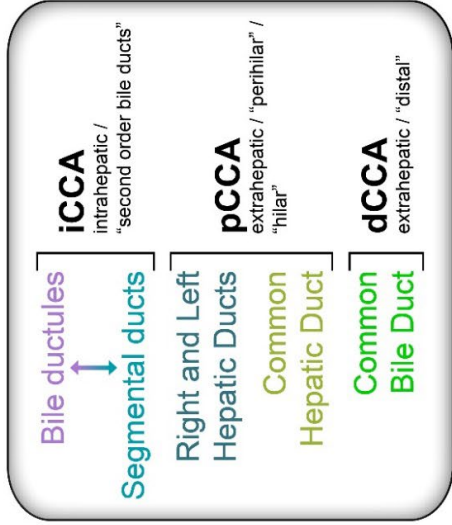 Bile ductules
Segmental ducts
iCCA
intrahepatic /
"second order bile ducts"
Right and Left
Hepatic Ducts
Common
Hepatic Duct
pCCA
extrahepatic / "perihilar" /
"hilar"
Common
Bile Duct
dCCA
extrahepatic / "distal"